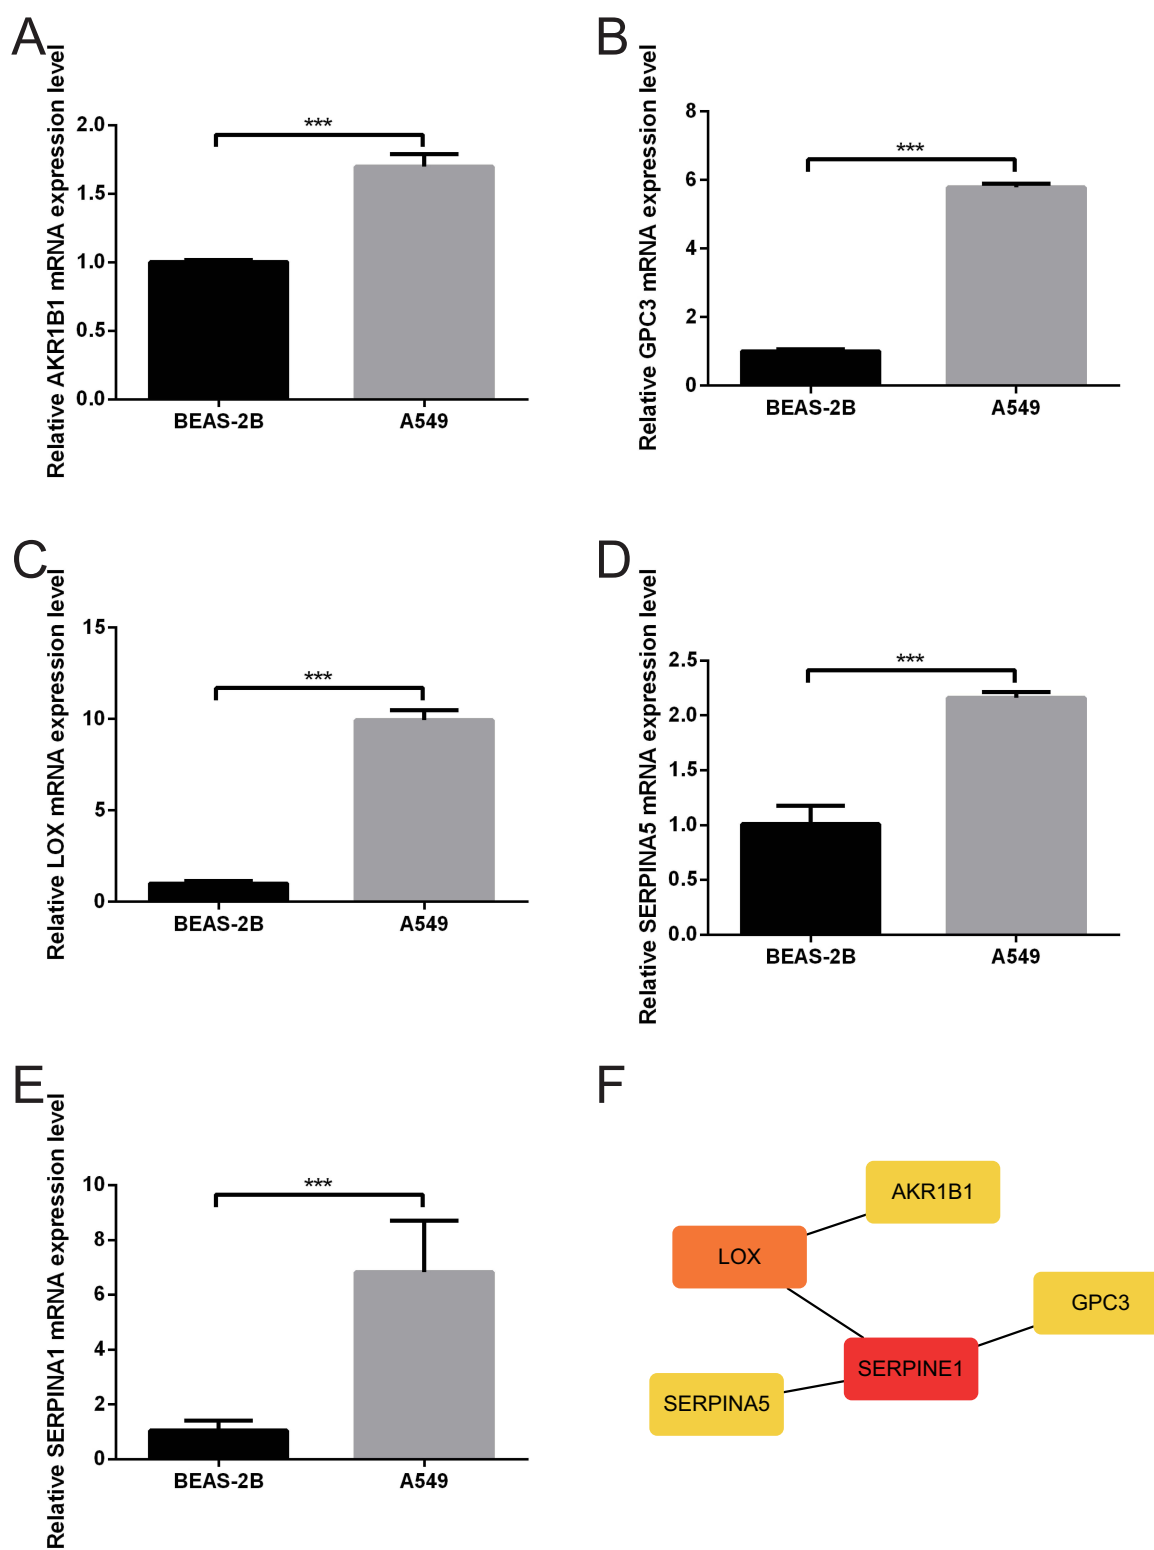 A
Relative AKR1B1 mRNA expression level
2.0
1.5
1.0
0.5
0.0
***
BEAS-2B
A549
B
Relative GPC3 mRNA expression level
8
6
4
2
0
***
BEAS-2B
A549
C
Relative LOX mRNA expression level
15
10
5
0
***
BEAS-2B
A549
D
Relative SERPINA5 mRNA expression level
2.5
2.0
1.5
1.0
0.5
0.0
***
BEAS-2B
A549
E
Relative SERPINA1 mRNA expression level
10
8
6
4
2
0
***
BEAS-2B
A549
F
AKR1B1
LOX
GPC3
SERPINE1
SERPINA5